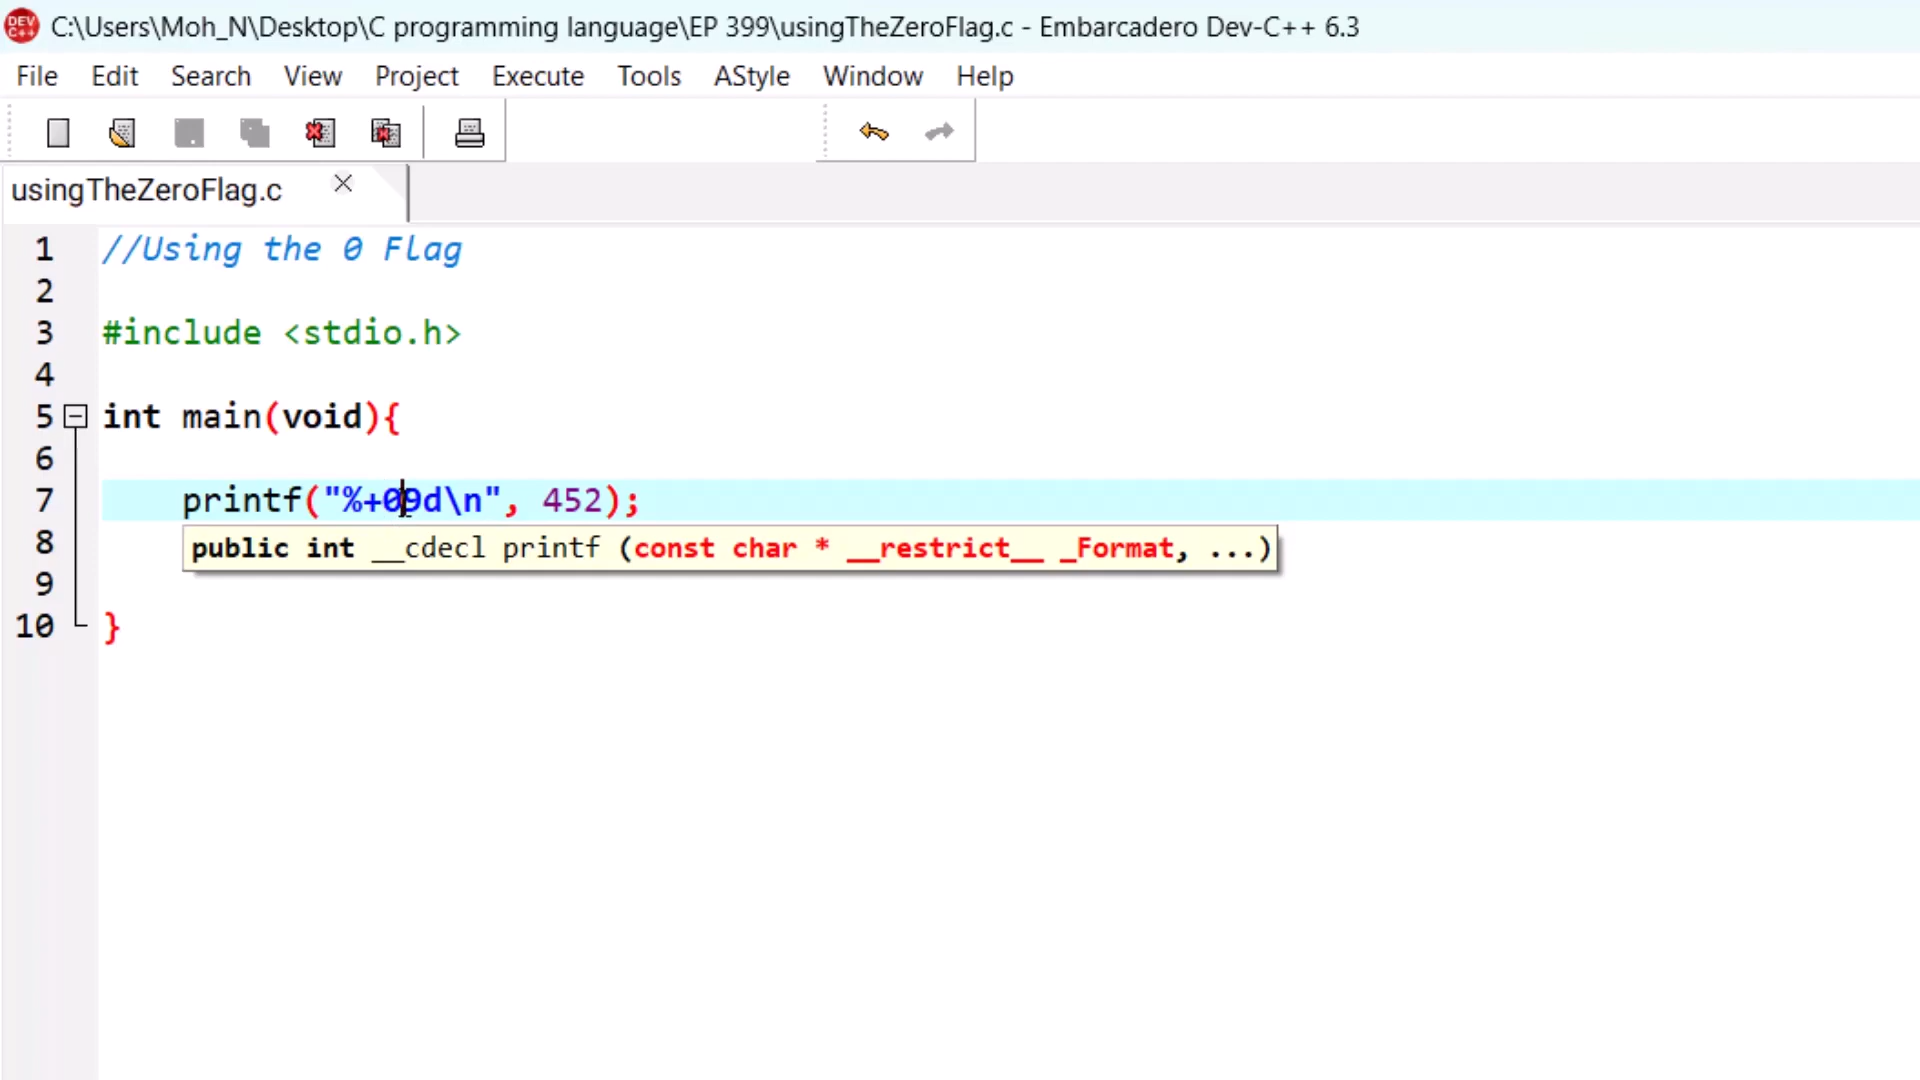 DEV C++ C:\Users\Moh_N\Desktop\C programming language\EP 399\usingTheZeroFlag.c - Embarcadero Dev-C++ 6.3
File Edit Search View Project Execute Tools AStyle Window Help
usingTheZeroFlag.c
1 //Using the 0 Flag
2
3 #include <stdio.h>
4
5 int main(void){
6
7 printf("%+09d\n", 452);
8 public int __cdecl printf (const char * __restrict__ _Format, ...)
9
10 }